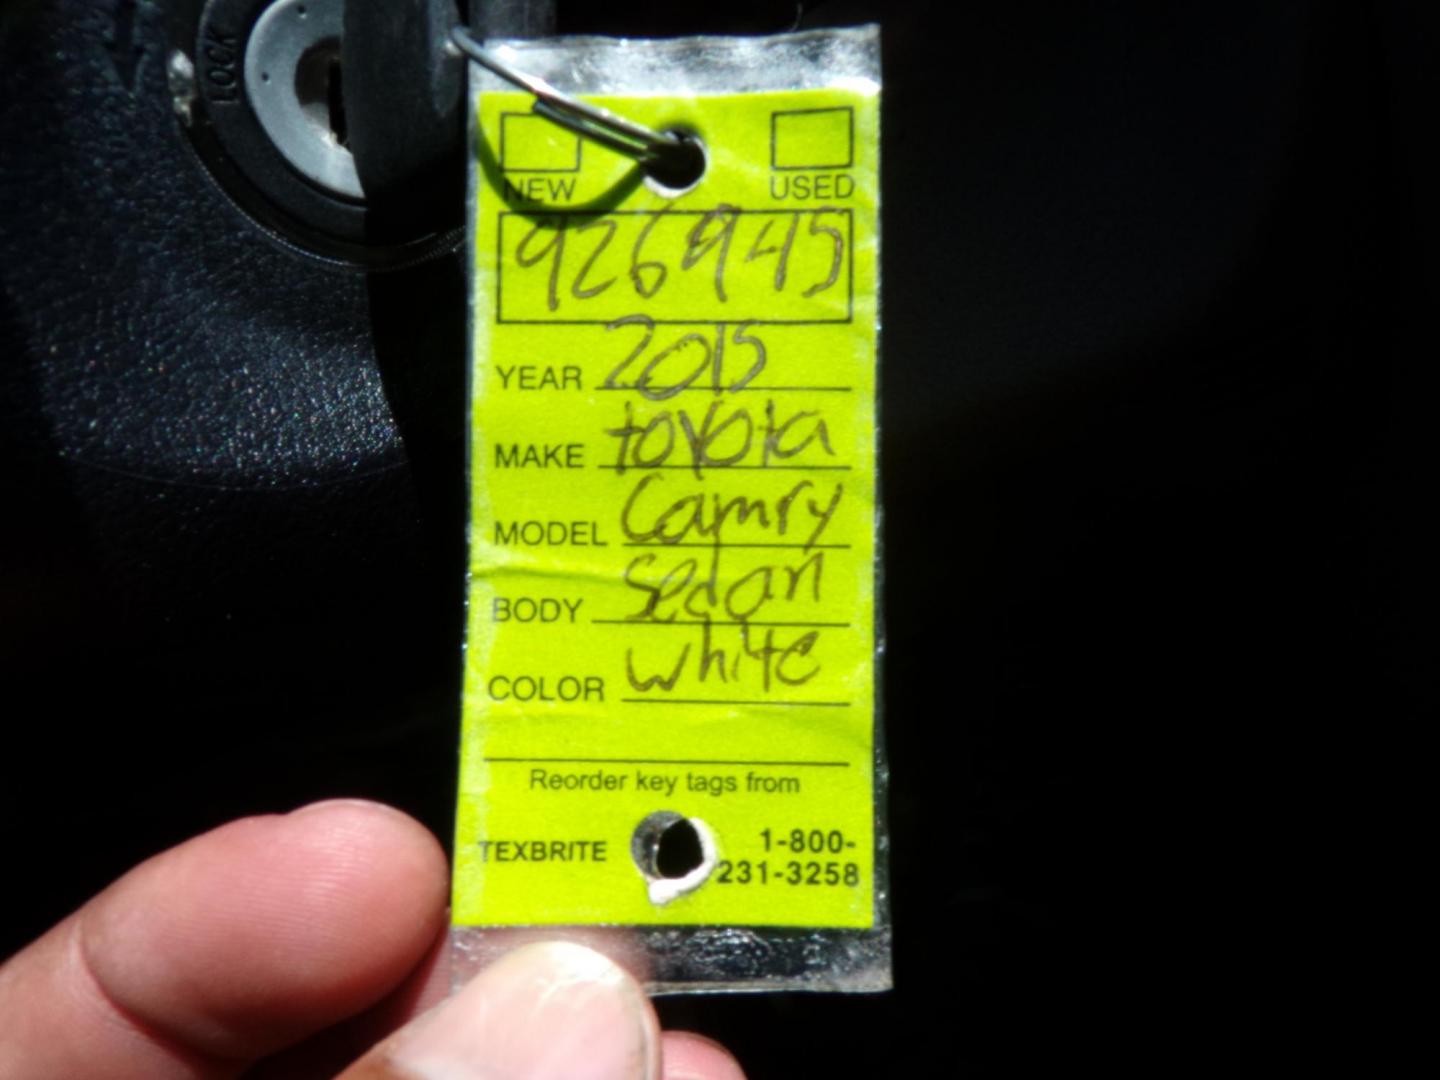 LOCK
NEW USED
926945
YEAR 2015
MAKE toyota
MODEL Camry
BODY Sedan
COLOR white
Reorder key tags from
TEXBRITE 1-800-
231-3258